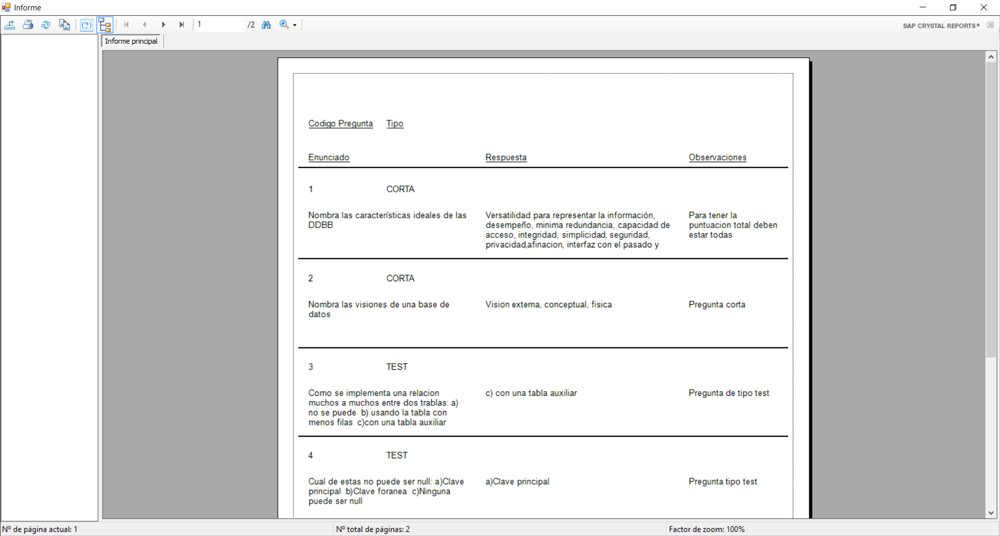 Informe
1 /2
SAP CRYSTAL REPORTS®
Informe principal
Codigo Pregunta Tipo
Enunciado Respuesta Observaciones
1 CORTA
Nombra las características ideales de las Versatilidad para representar la información, Para tener la
DDBB desempeño, minima redundancia, capacidad de puntuacion total deben
acceso, integridad, simplicidad, seguridad, estar todas
privacidad,afinacion, interfaz con el pasado y
2 CORTA
Nombra las visiones de una base de Vision externa, conceptual, fisica Pregunta corta
datos
3 TEST
Como se implementa una relacion c) con una tabla auxiliar Pregunta de tipo test
muchos a muchos entre dos trablas: a)
no se puede b) usando la tabla con
menos filas c)con una tabla auxiliar
4 TEST
Cual de estas no puede ser null: a)Clave a)Clave principal Pregunta tipo test
principal b)Clave foranea c)Ninguna
puede ser null
Nº de página actual: 1 Nº total de páginas: 2 Factor de zoom: 100%